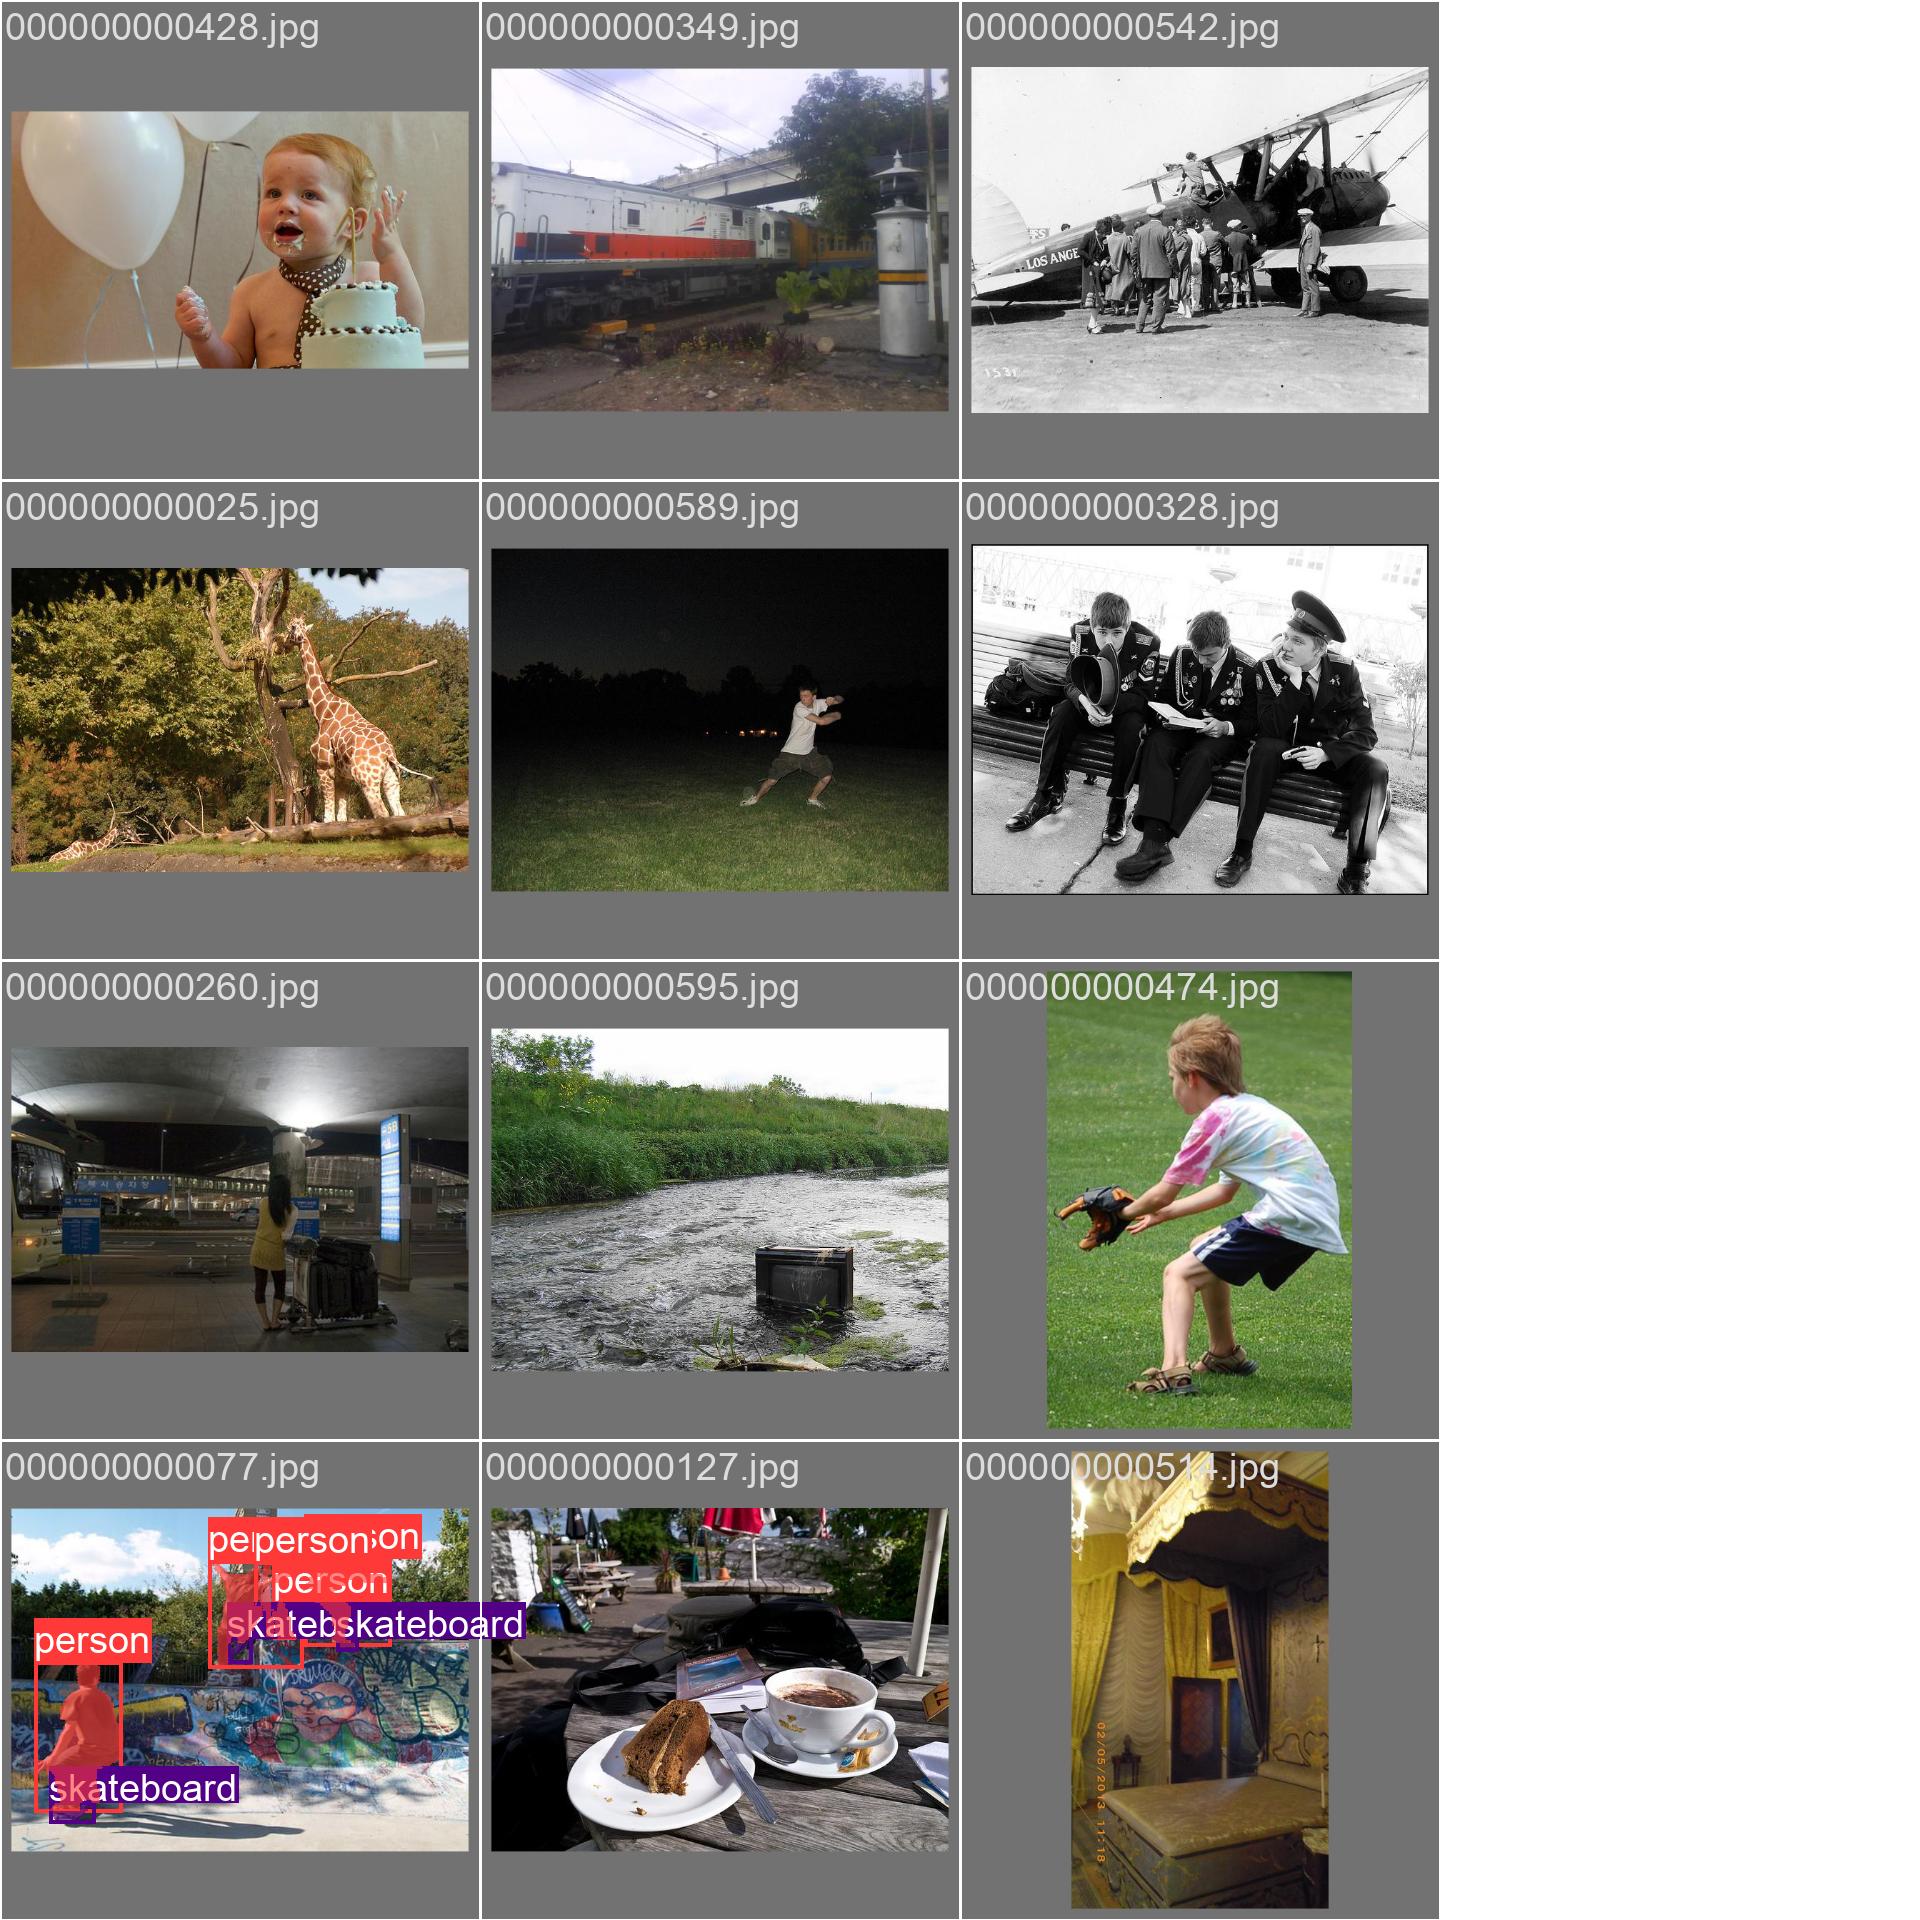 000000000428.jpg
000000000349.jpg
000000000542.jpg
LOS ANGE
1531
000000000025.jpg
000000000589.jpg
000000000328.jpg
000000000260.jpg
5B
000000000595.jpg
000000000474.jpg
000000000077.jpg
person
person
person
skateboard
person
skateboard
000000000127.jpg
000000000514.jpg
02/05/2013 11:18